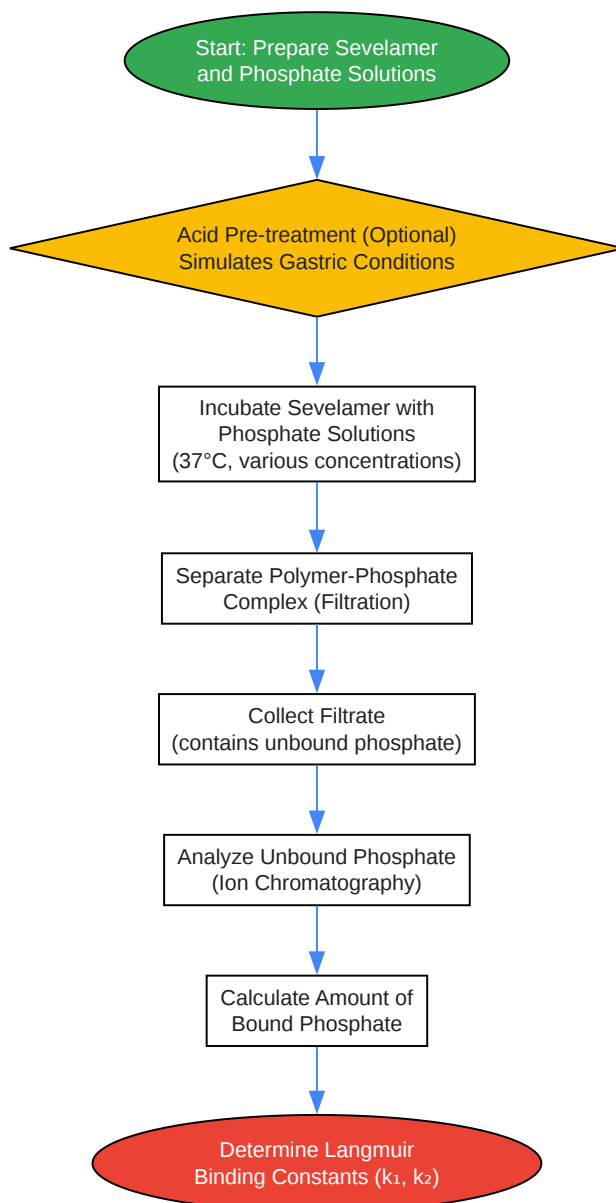 Start: Prepare Sevelamer
and Phosphate Solutions
Acid Pre-treatment (Optional)
Simulates Gastric Conditions
Incubate Sevelamer with
Phosphate Solutions
(37°C, various concentrations)
Separate Polymer-Phosphate
Complex (Filtration)
Collect Filtrate
(contains unbound phosphate)
Analyze Unbound Phosphate
(Ion Chromatography)
Calculate Amount of
Bound Phosphate
Determine Langmuir
Binding Constants (k₁, k₂)